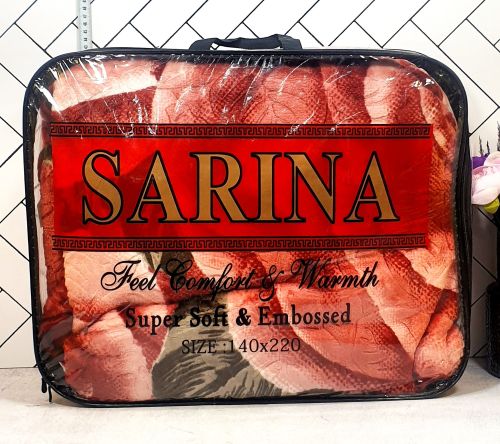 SARINA
Feel Comfort & Warmth
Super Soft & Embossed
SIZE : 140x220